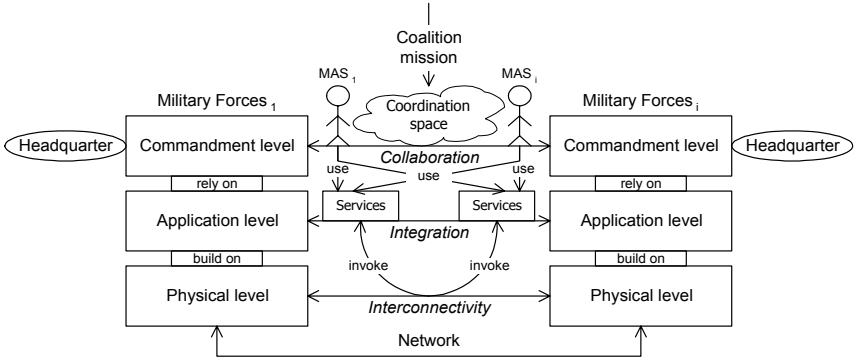 Coalition
mission
MAS 1
MAS i
Coordination
space
Military Forces 1
Military Forces i
Headquarter
Commandment level
Collaboration
Commandment level
Headquarter
rely on
use
use
use
rely on
Application level
Services
Integration
Services
Application level
build on
invoke
invoke
build on
Physical level
Interconnectivity
Physical level
Network